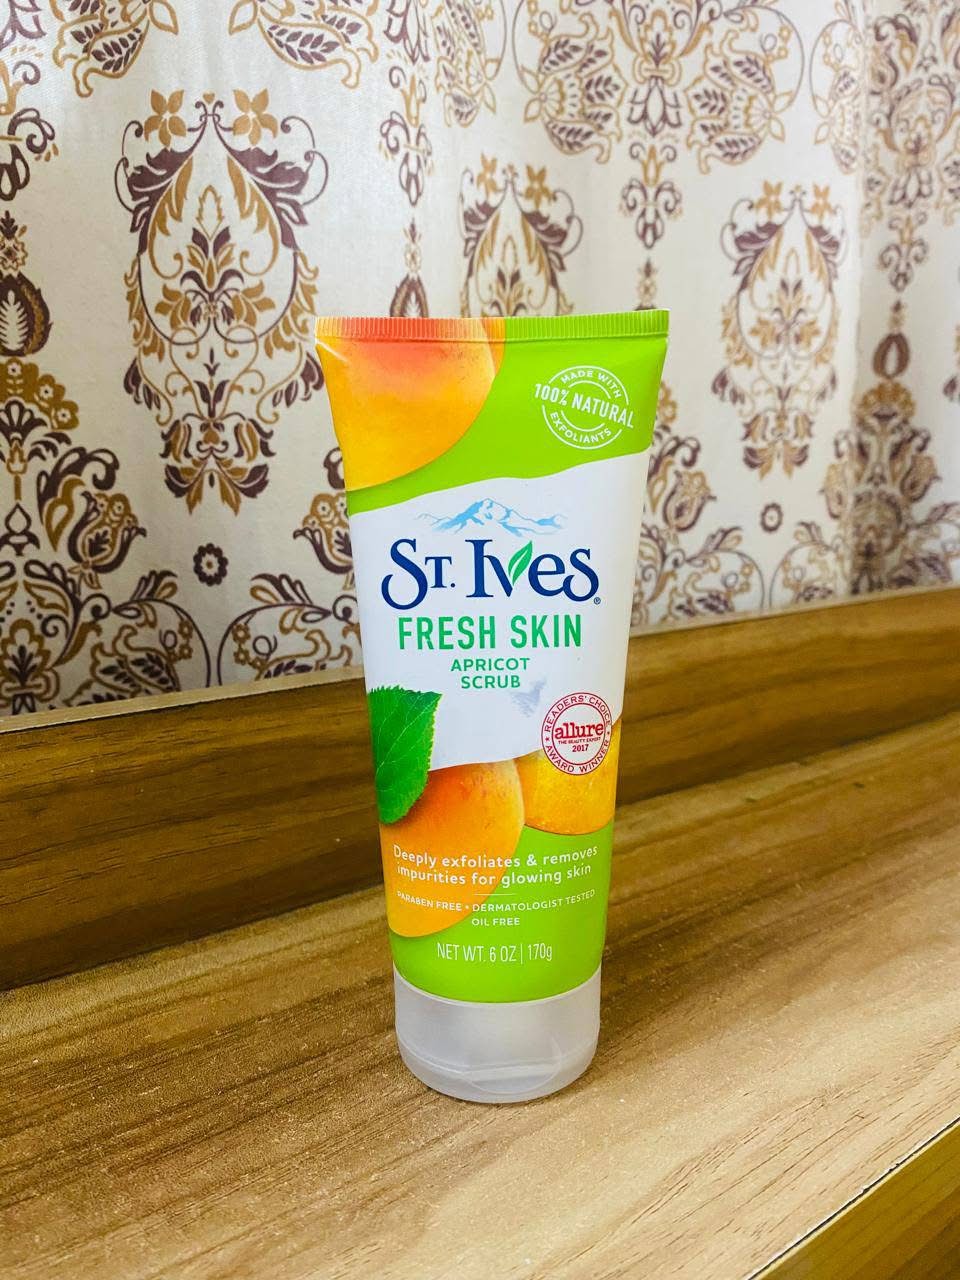 MADE WITH
100% NATURAL
EXFOLIANTS
ST. Ives®
FRESH SKIN
APRICOT
SCRUB
READERS' CHOICE
allure
THE BEAUTY EXPERT
2017
AWARD WINNER
Deeply exfoliates & removes
impurities for glowing skin
PARABEN FREE • DERMATOLOGIST TESTED
OIL FREE
NET WT. 6 OZ | 170g